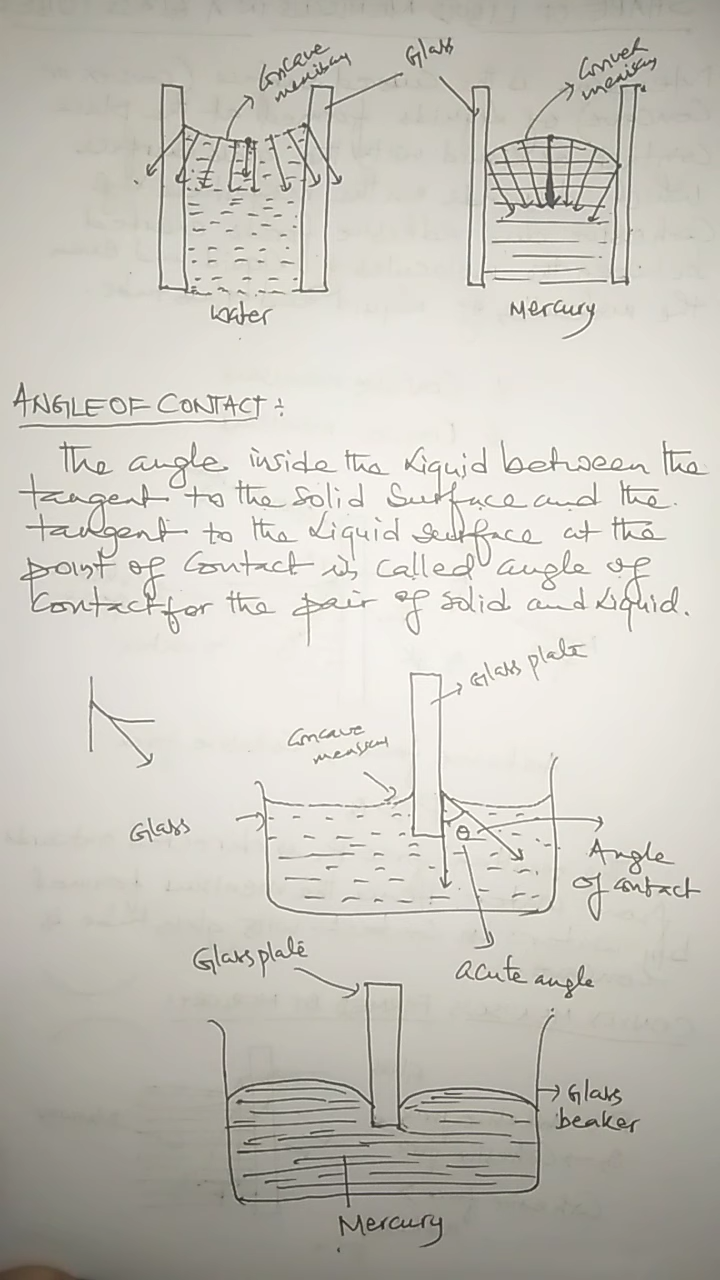 Concave
meniscus
Glass
Convex
meniscus
Water
Mercury
ANGLE OF CONTACT :
The angle inside the Liquid between the
tangent to the solid Surface and the
tangent to the Liquid surface at the
point of Contact is called angle of
Contact for the pair of solid and Liquid.
Glass plate
Concave
meniscus
Glass
θ
Angle
of contact
acute angle
Glass plate
Glass
beaker
Mercury